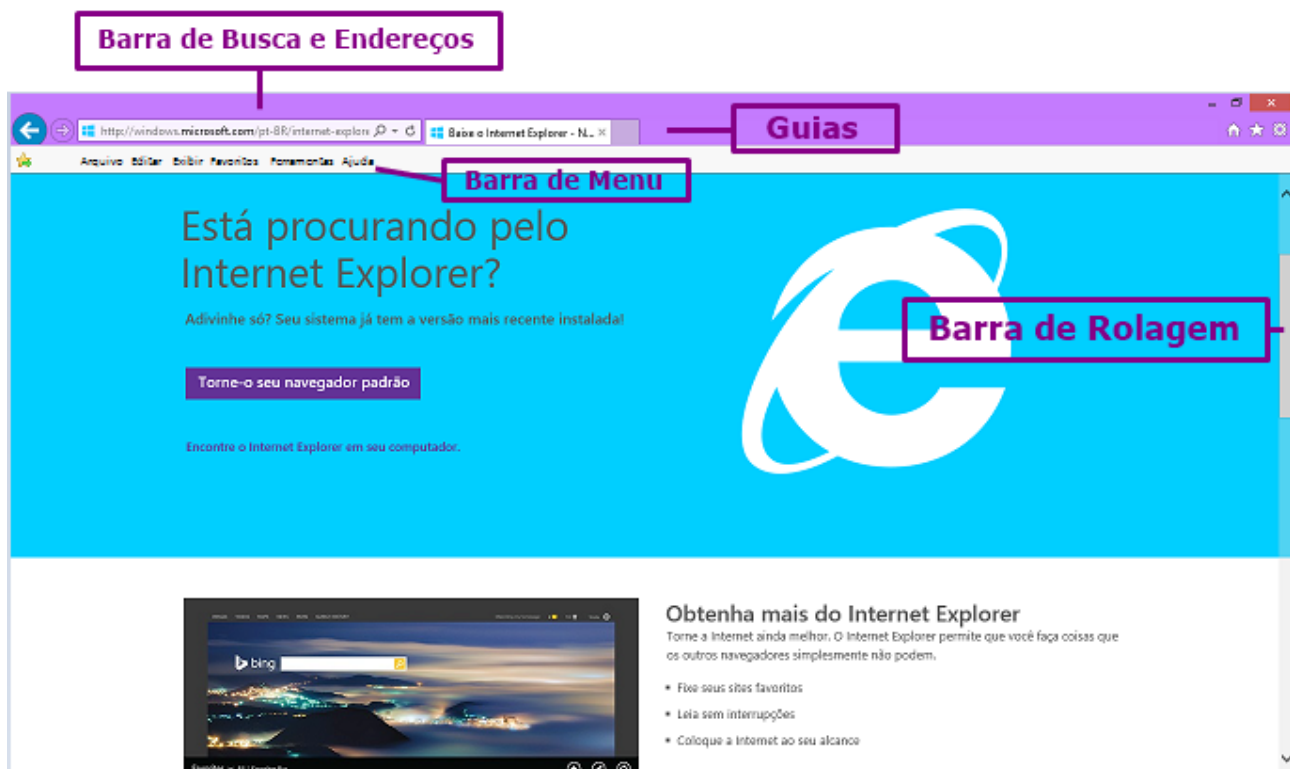 Barra de Busca e Endereços
http://windows.microsoft.com/pt-BR/internet-explore
Baixe o Internet Explorer - N...
Guias
Arquivo Editar Exibir Favoritos Ferramentas Ajuda
Barra de Menu
Está procurando pelo
Internet Explorer?
Adivinhe só? Seu sistema já tem a versão mais recente instalada!
Barra de Rolagem
Torne-o seu navegador padrão
Encontre o Internet Explorer em seu computador.
bing
Obtenha mais do Internet Explorer
Torne a Internet ainda melhor. O Internet Explorer permite que você faça coisas que
os outros navegadores simplesmente não podem.
• Fixe seus sites favoritos
• Leia sem interrupções
• Coloque a Internet ao seu alcance